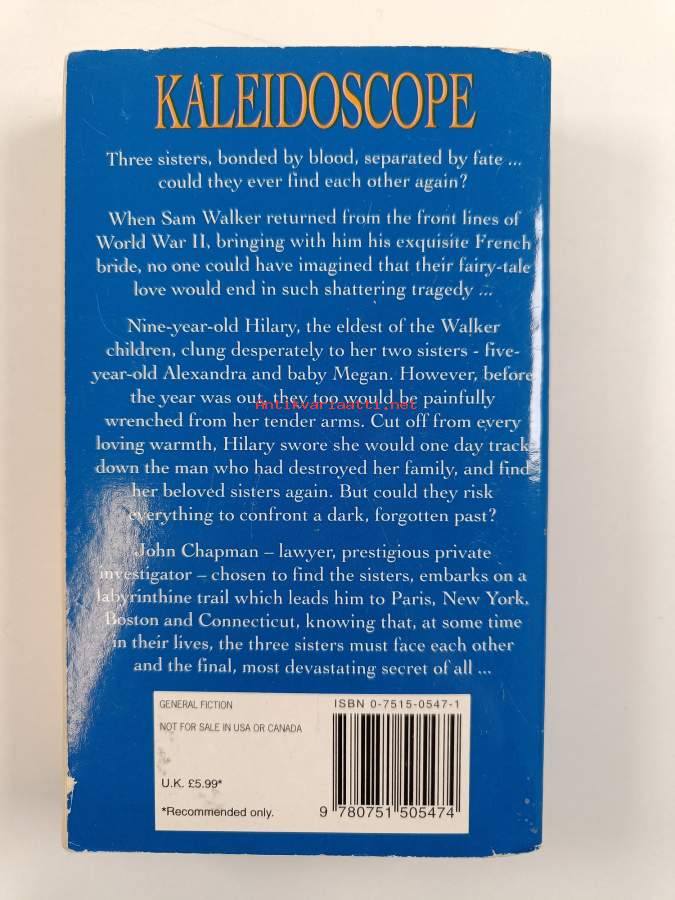 KALEIDOSCOPE
Three sisters, bonded by blood, separated by fate ...
could they ever find each other again?
When Sam Walker returned from the front lines of
World War II, bringing with him his exquisite French
bride, no one could have imagined that their fairy-tale
love would end in such shattering tragedy ...
Nine-year-old Hilary, the eldest of the Walker
children, clung desperately to her two sisters - five-
year-old Alexandra and baby Megan. However, before
the year was out, they too would be painfully
Antikvariaatti.net
wrenched from her tender arms. Cut off from every
loving warmth, Hilary swore she would one day track
down the man who had destroyed her family, and find
her beloved sisters again. But could they risk
everything to confront a dark, forgotten past?
John Chapman – lawyer, prestigious private
investigator – chosen to find the sisters, embarks on a
labyrinthine trail which leads him to Paris, New York,
Boston and Connecticut, knowing that, at some time
in their lives, the three sisters must face each other
and the final, most devastating secret of all ...
GENERAL FICTION
NOT FOR SALE IN USA OR CANADA
U.K. £5.99*
*Recommended only.
ISBN 0-7515-0547-1
9 780751 505474